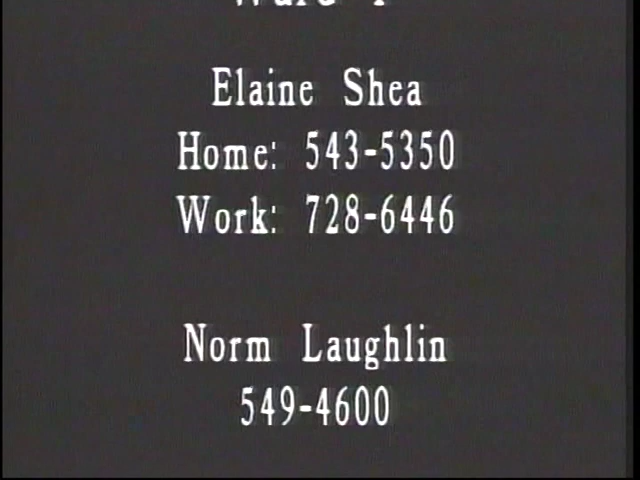 Elaine Shea
Home: 543-5350
Work: 728-6446
Norm Laughlin
549-4600